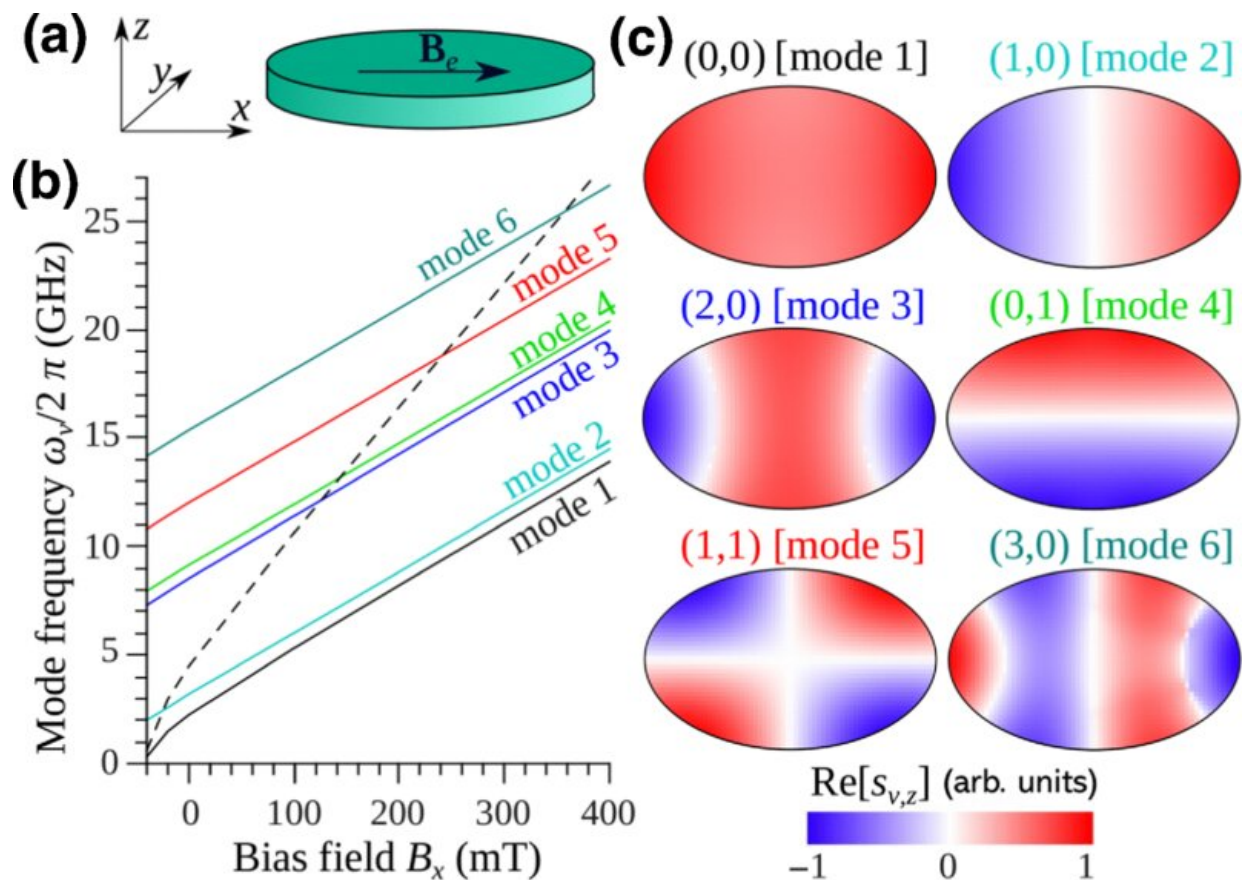 (a)
z
y
x
B_e
(b)
Mode frequency ω_ν/2 π (GHz)
25
20
15
10
5
0
mode 6
mode 5
mode 4
mode 3
mode 2
mode 1
0 100 200 300 400
Bias field B_x (mT)
(c)
(0,0) [mode 1] (1,0) [mode 2]
(2,0) [mode 3] (0,1) [mode 4]
(1,1) [mode 5] (3,0) [mode 6]
Re[s_{ν,z}] (arb. units)
−1 0 1